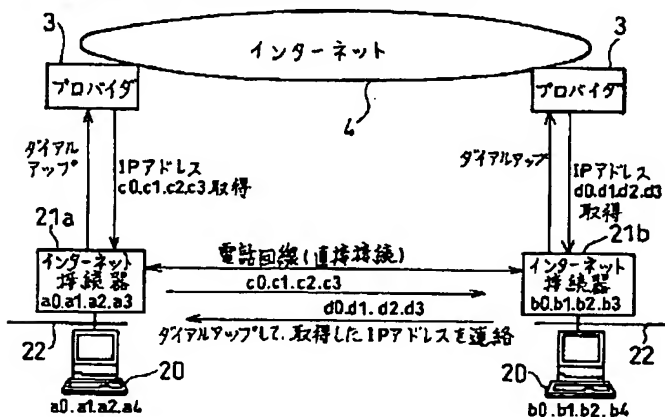 3
インターネット
3
プロバイダ
プロバイダ
4
ダイアル
アップ
IPアドレス
c0.c1.c2.c3.取得
ダイアルアップ
IPアドレス
d0.d1.d2.d3
取得
21a
21b
インターネット
接続器
a0.a1.a2.a3
電話回線(直接接続)
c0.c1.c2.c3
d0.d1.d2.d3
ダイアルアップして、取得したIPアドレスを連絡
インターネット
接続器
b0.b1.b2.b3
22
22
20
20
a0.a1.a2.a4
b0.b1.b2.b4